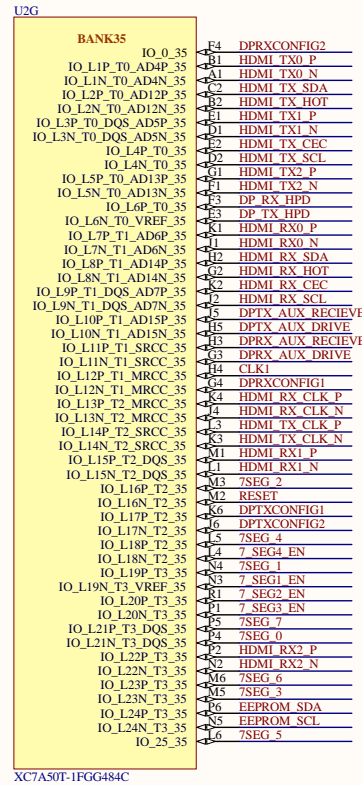 U2G
BANK35
IO_0_35 F4 DPRXCONFIG2
IO_L1P_T0_AD4P_35 B1 HDMI_TX0_P
IO_L1N_T0_AD4N_35 A1 HDMI_TX0_N
IO_L2P_T0_AD12P_35 C2 HDMI_TX_SDA
IO_L2N_T0_AD12N_35 B2 HDMI_TX_HOT
IO_L3P_T0_DQS_AD5P_35 E1 HDMI_TX1_P
IO_L3N_T0_DQS_AD5N_35 D1 HDMI_TX1_N
IO_L4P_T0_35 E2 HDMI_TX_CEC
IO_L4N_T0_35 D2 HDMI_TX_SCL
IO_L5P_T0_AD13P_35 G1 HDMI_TX2_P
IO_L5N_T0_AD13N_35 F1 HDMI_TX2_N
IO_L6P_T0_35 F3 DP_RX_HPD
IO_L6N_T0_VREF_35 E3 DP_TX_HPD
IO_L7P_T1_AD6P_35 K1 HDMI_RX0_P
IO_L7N_T1_AD6N_35 J1 HDMI_RX0_N
IO_L8P_T1_AD14P_35 H2 HDMI_RX_SDA
IO_L8N_T1_AD14N_35 G2 HDMI_RX_HOT
IO_L9P_T1_DQS_AD7P_35 K2 HDMI_RX_CEC
IO_L9N_T1_DQS_AD7N_35 J2 HDMI_RX_SCL
IO_L10P_T1_AD15P_35 J5 DPTX_AUX_RECIEVE
IO_L10N_T1_AD15N_35 H5 DPTX_AUX_DRIVE
IO_L11P_T1_SRCC_35 H3 DPRX_AUX_RECIEVE
IO_L11N_T1_SRCC_35 G3 DPRX_AUX_DRIVE
IO_L12P_T1_MRCC_35 H4 CLK1
IO_L12N_T1_MRCC_35 G4 DPRXCONFIG1
IO_L13P_T2_MRCC_35 K4 HDMI_RX_CLK_P
IO_L13N_T2_MRCC_35 J4 HDMI_RX_CLK_N
IO_L14P_T2_SRCC_35 L3 HDMI_TX_CLK_P
IO_L14N_T2_SRCC_35 K3 HDMI_TX_CLK_N
IO_L15P_T2_DQS_35 M1 HDMI_RX1_P
IO_L15N_T2_DQS_35 L1 HDMI_RX1_N
IO_L16P_T2_35 M3 7SEG_2
IO_L16N_T2_35 M2 RESET
IO_L17P_T2_35 K6 DPTXCONFIG1
IO_L17N_T2_35 J6 DPTXCONFIG2
IO_L18P_T2_35 L5 7SEG_4
IO_L18N_T2_35 L4 7_SEG4_EN
IO_L19P_T3_35 N4 7SEG_1
IO_L19N_T3_VREF_35 N3 7_SEG1_EN
IO_L20P_T3_35 R1 7_SEG2_EN
IO_L20N_T3_35 P1 7_SEG3_EN
IO_L21P_T3_DQS_35 P5 7SEG_7
IO_L21N_T3_DQS_35 P4 7SEG_0
IO_L22P_T3_35 P2 HDMI_RX2_P
IO_L22N_T3_35 N2 HDMI_RX2_N
IO_L23P_T3_35 M6 7SEG_6
IO_L23N_T3_35 M5 7SEG_3
IO_L24P_T3_35 P6 EEPROM_SDA
IO_L24N_T3_35 N5 EEPROM_SCL
IO_25_35 L6 7SEG_5
XC7A50T-1FGG484C